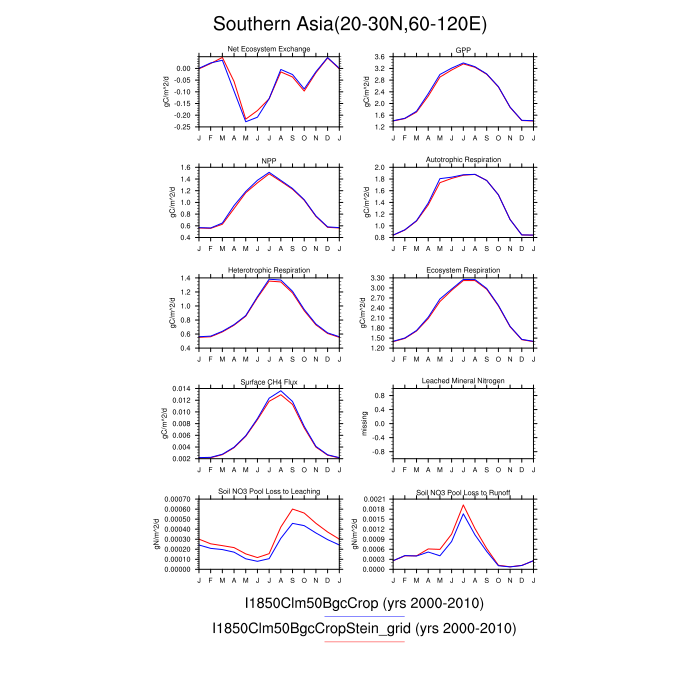 Southern Asia(20-30N,60-120E)
Net Ecosystem Exchange
gC/m^2/d
0.00
-0.05
-0.10
-0.15
-0.20
-0.25
J F M A M J J A S O N D J
GPP
gC/m^2/d
3.6
3.2
2.8
2.4
2.0
1.6
1.2
J F M A M J J A S O N D J
NPP
gC/m^2/d
1.6
1.4
1.2
1.0
0.8
0.6
0.4
J F M A M J J A S O N D J
Autotrophic Respiration
gC/m^2/d
2.0
1.8
1.6
1.4
1.2
1.0
0.8
J F M A M J J A S O N D J
Heterotrophic Respiration
gC/m^2/d
1.4
1.2
1.0
0.8
0.6
0.4
J F M A M J J A S O N D J
Ecosystem Respiration
gC/m^2/d
3.30
3.00
2.70
2.40
2.10
1.80
1.50
1.20
J F M A M J J A S O N D J
Surface CH4 Flux
gC/m^2/d
0.014
0.012
0.010
0.008
0.006
0.004
0.002
J F M A M J J A S O N D J
Leached Mineral Nitrogen
missing
0.8
0.4
0.0
-0.4
-0.8
J F M A M J J A S O N D J
Soil NO3 Pool Loss to Leaching
gN/m^2/d
0.00070
0.00060
0.00050
0.00040
0.00030
0.00020
0.00010
0.00000
J F M A M J J A S O N D J
Soil NO3 Pool Loss to Runoff
gN/m^2/d
0.0021
0.0018
0.0015
0.0012
0.0009
0.0006
0.0003
0.0000
J F M A M J J A S O N D J
I1850Clm50BgcCrop (yrs 2000-2010)
I1850Clm50BgcCropStein_grid (yrs 2000-2010)